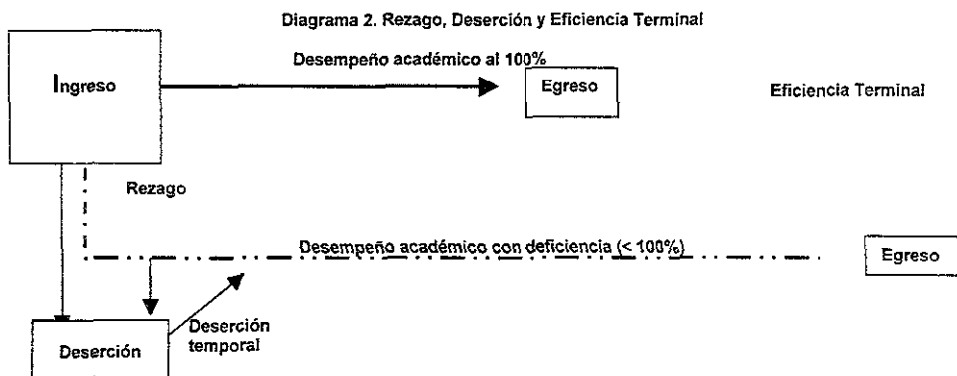 Diagrama 2. Rezago, Deserción y Eficiencia Terminal
Desempeño académico al 100%
Ingreso
Egreso
Eficiencia Terminal
Rezago
Desempeño académico con deficiencia (< 100%)
Egreso
Deserción
temporal
Deserción